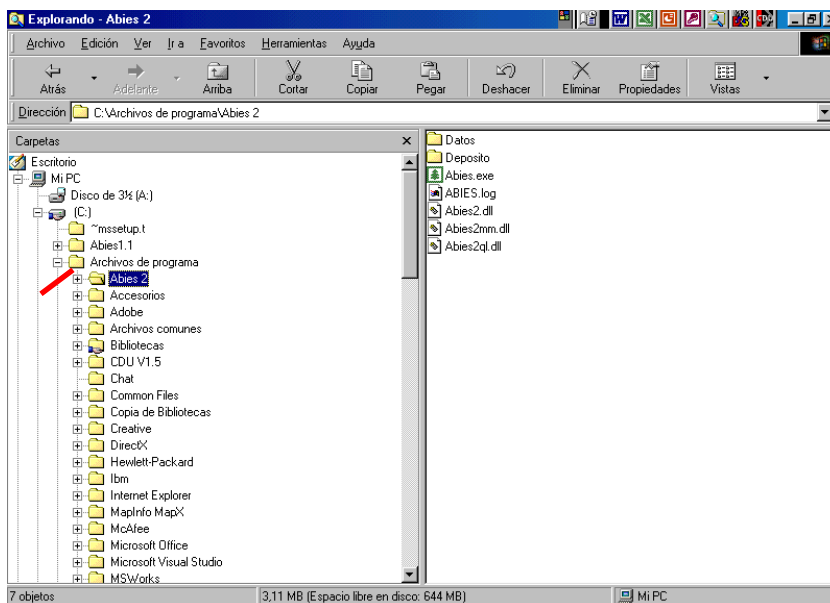 Explorando - Abies 2
Archivo Edición Ver Ir a Favoritos Herramientas Ayuda
Atrás Adelante Arriba Cortar Copiar Pegar Deshacer Eliminar Propiedades Vistas
Dirección C:\Archivos de programa\Abies 2
Carpetas
Escritorio
Mi PC
Disco de 3½ (A:)
(C:)
~mssetup.t
Abies1.1
Archivos de programa
Abies 2
Accesorios
Adobe
Archivos comunes
Bibliotecas
CDU V1.5
Chat
Common Files
Copia de Bibliotecas
Creative
DirectX
Hewlett-Packard
Ibm
Internet Explorer
MapInfo MapX
McAfee
Microsoft Office
Microsoft Visual Studio
MSWorks
Datos
Deposito
Abies.exe
ABIES.log
Abies2.dll
Abies2mm.dll
Abies2ql.dll
7 objetos 3,11 MB (Espacio libre en disco: 644 MB) Mi PC